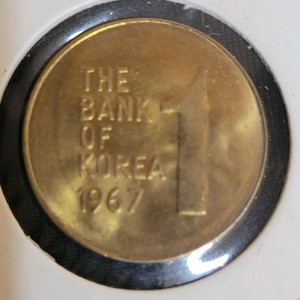 THE
BANK
OF
KOREA
1967
1